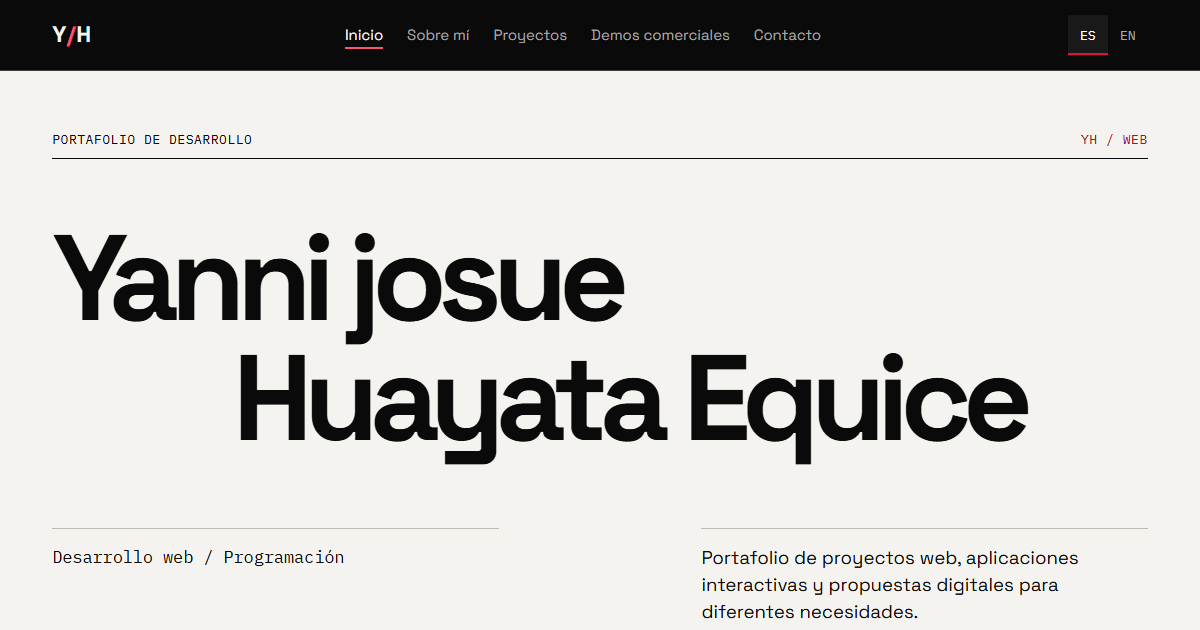 Y/H
Inicio Sobre mí Proyectos Demos comerciales Contacto
ES EN
PORTAFOLIO DE DESARROLLO
YH / WEB
Yanni josue
Huayata Equice
Desarrollo web / Programación
Portafolio de proyectos web, aplicaciones
interactivas y propuestas digitales para
diferentes necesidades.